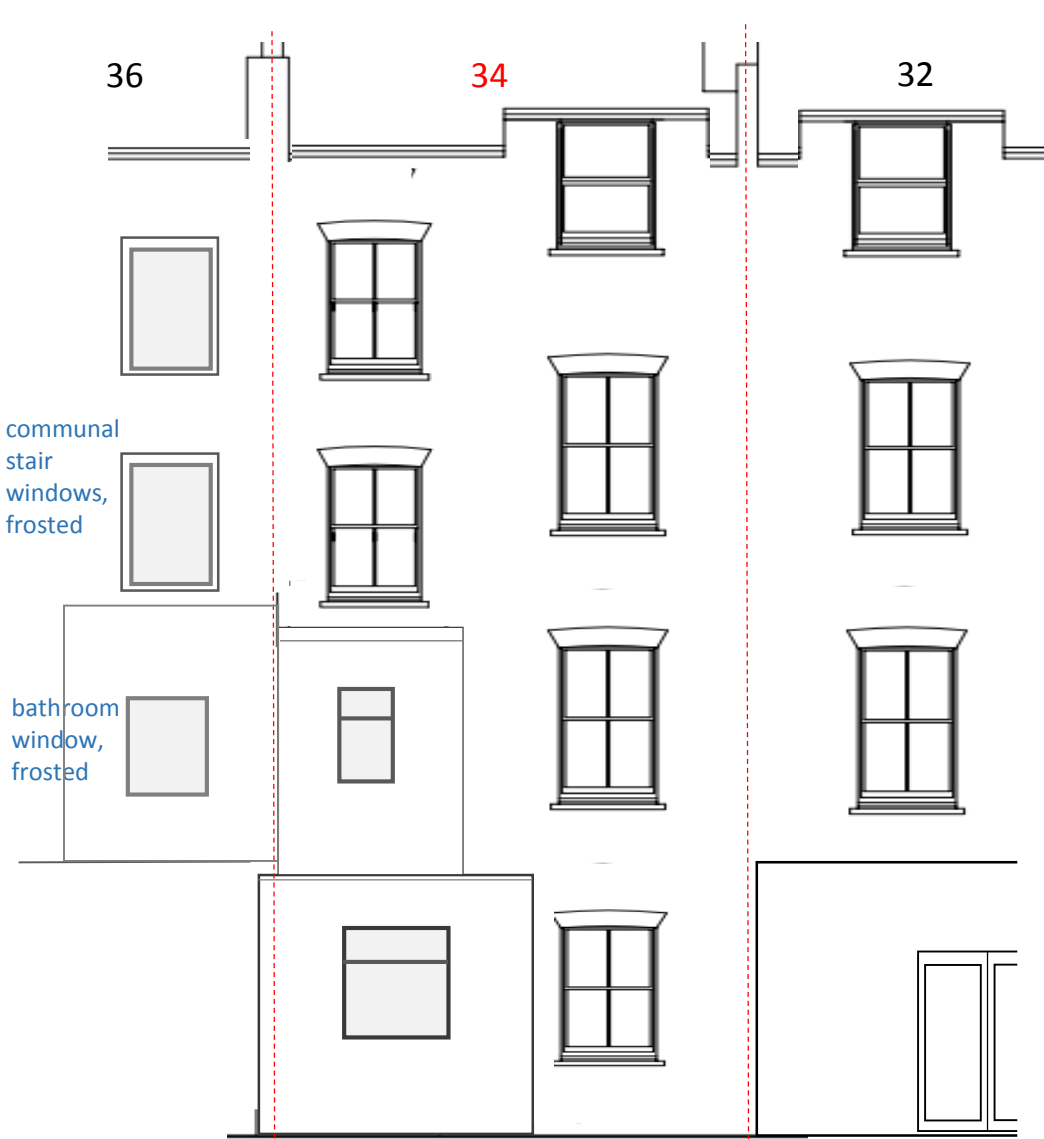 36
34
32
communal
stair
windows,
frosted
bathroom
window,
frosted